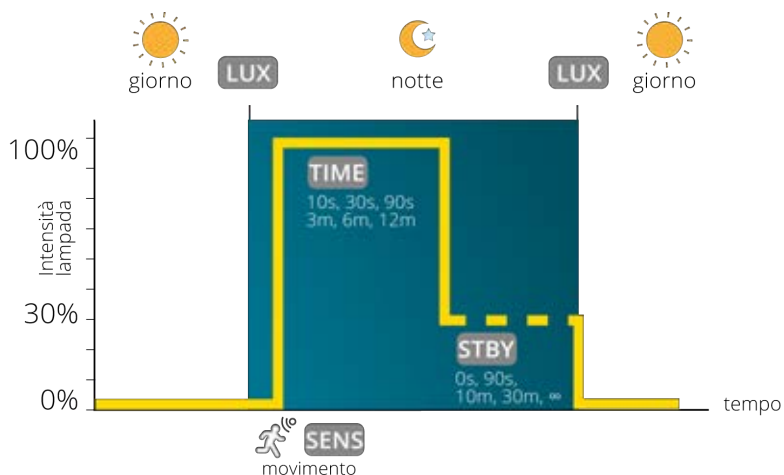 giorno
LUX
notte
LUX
giorno
100%
Intensità
lampada
30%
0%
TIME
10s, 30s, 90s
3m, 6m, 12m
STBY
0s, 90s,
10m, 30m, ∞
tempo
SENS
movimento